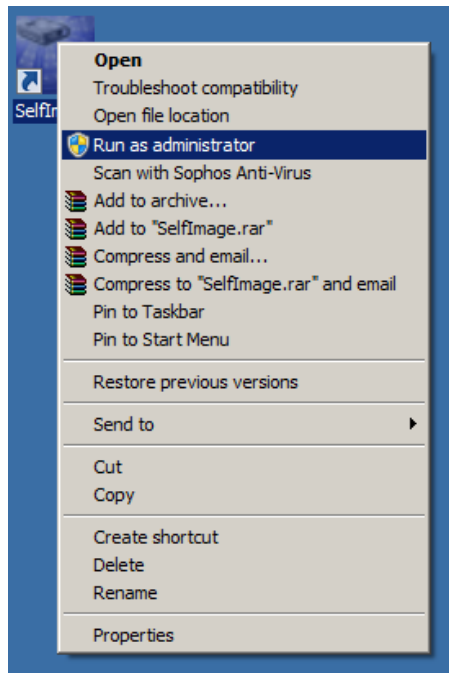 Open
Troubleshoot compatibility
SelfIm
Open file location
Run as administrator
Scan with Sophos Anti-Virus
Add to archive...
Add to "SelfImage.rar"
Compress and email...
Compress to "SelfImage.rar" and email
Pin to Taskbar
Pin to Start Menu
Restore previous versions
Send to
Cut
Copy
Create shortcut
Delete
Rename
Properties